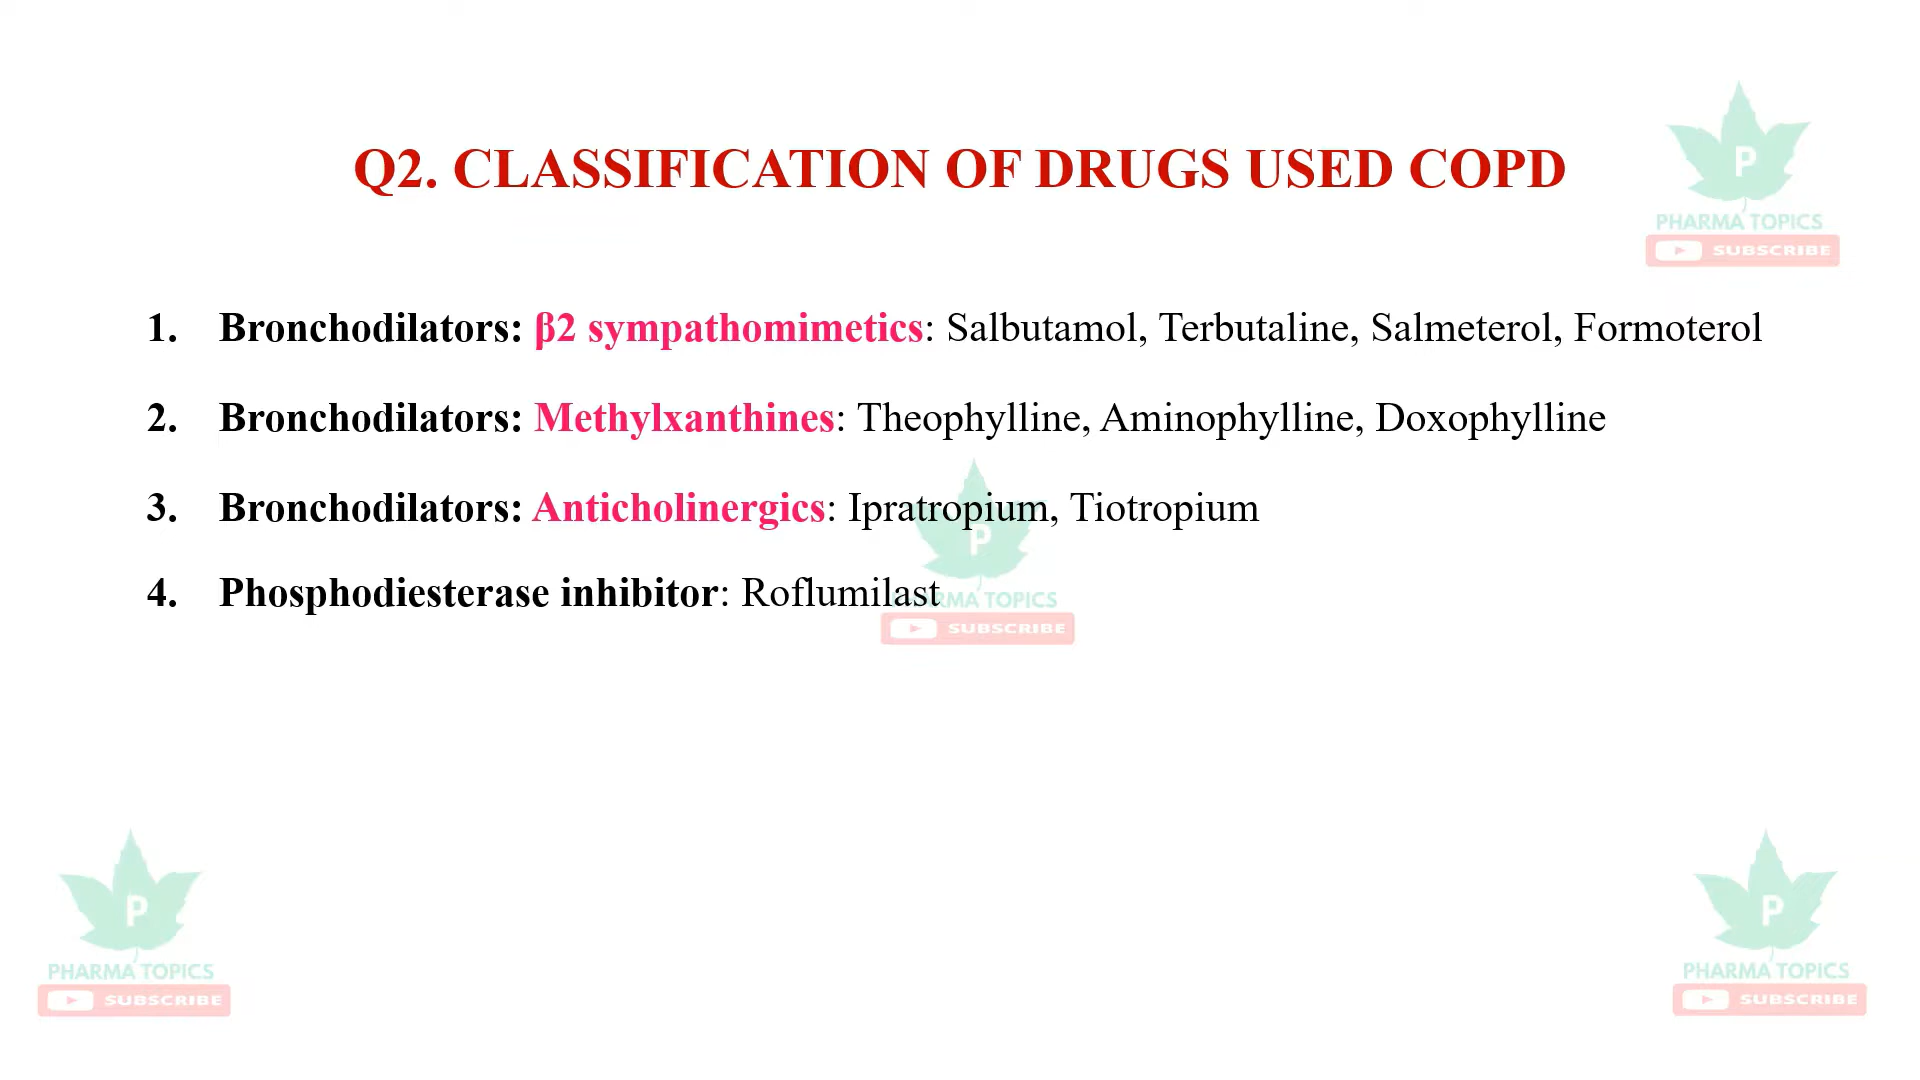 Q2. CLASSIFICATION OF DRUGS USED COPD
P
PHARMA TOPICS
SUBSCRIBE
1. Bronchodilators: β2 sympathomimetics: Salbutamol, Terbutaline, Salmeterol, Formoterol
2. Bronchodilators: Methylxanthines: Theophylline, Aminophylline, Doxophylline
3. Bronchodilators: Anticholinergics: Ipratropium, Tiotropium
4. Phosphodiesterase inhibitor: Roflumilast
P
PHARMA TOPICS
SUBSCRIBE
P
PHARMA TOPICS
SUBSCRIBE
P
PHARMA TOPICS
SUBSCRIBE